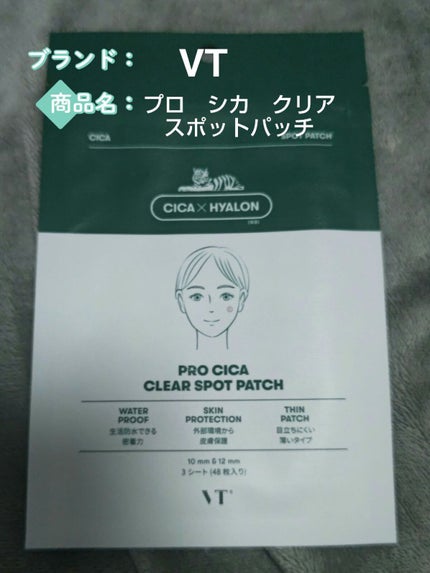 ブランド： VT
商品名：プロ シカ クリア
スポットパッチ
CICA SPOT PATCH
CICA×HYALON
PRO CICA
CLEAR SPOT PATCH
WATER PROOF
生活防水できる
密着力
SKIN PROTECTION
外部環境から
皮膚保護
THIN PATCH
目立ちにくい
薄いタイプ
10 mm & 12 mm
3シート (48枚入り)
VT